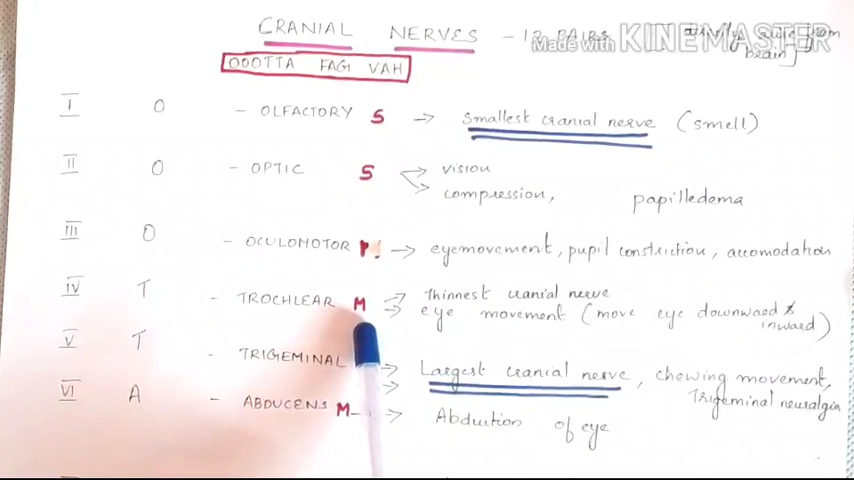 CRANIAL NERVES - 12 PAIRS from
Made with KINEMASTER
brain]
OOOTTA FAGI VAH
I O - OLFACTORY S → Smallest cranial nerve (smell)
II O - OPTIC S → vision
→ compression, papilledema
III O - OCULOMOTOR → eyemovement, pupil constriction, accomodation
IV T - TROCHLEAR M → Thinnest cranial nerve
→ eye movement (move eye downward & inward)
V T - TRIGEMINAL → Largest cranial nerve, chewing movement,
→ Trigeminal neuralgia
VI A - ABDUCENS M → Abduction of eye